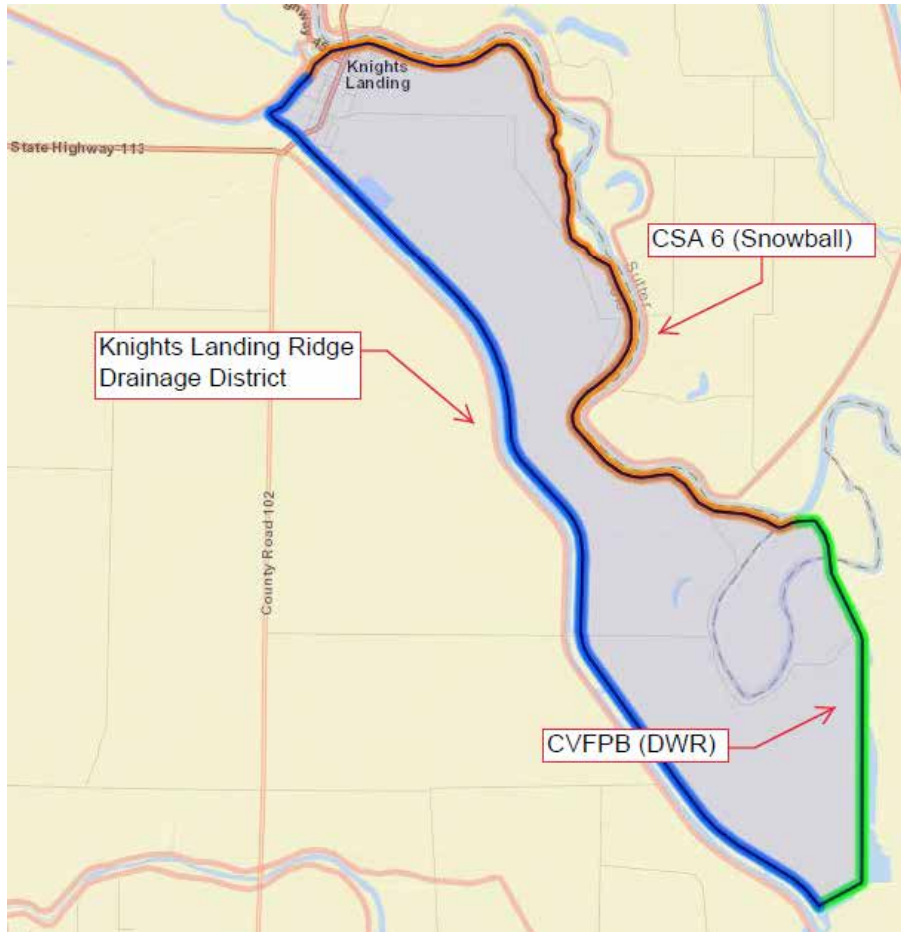 Knights
Landing
State Highway 113
CSA 6 (Snowball)
Sutter
Knights Landing Ridge
Drainage District
County Road 102
CVFPB (DWR)